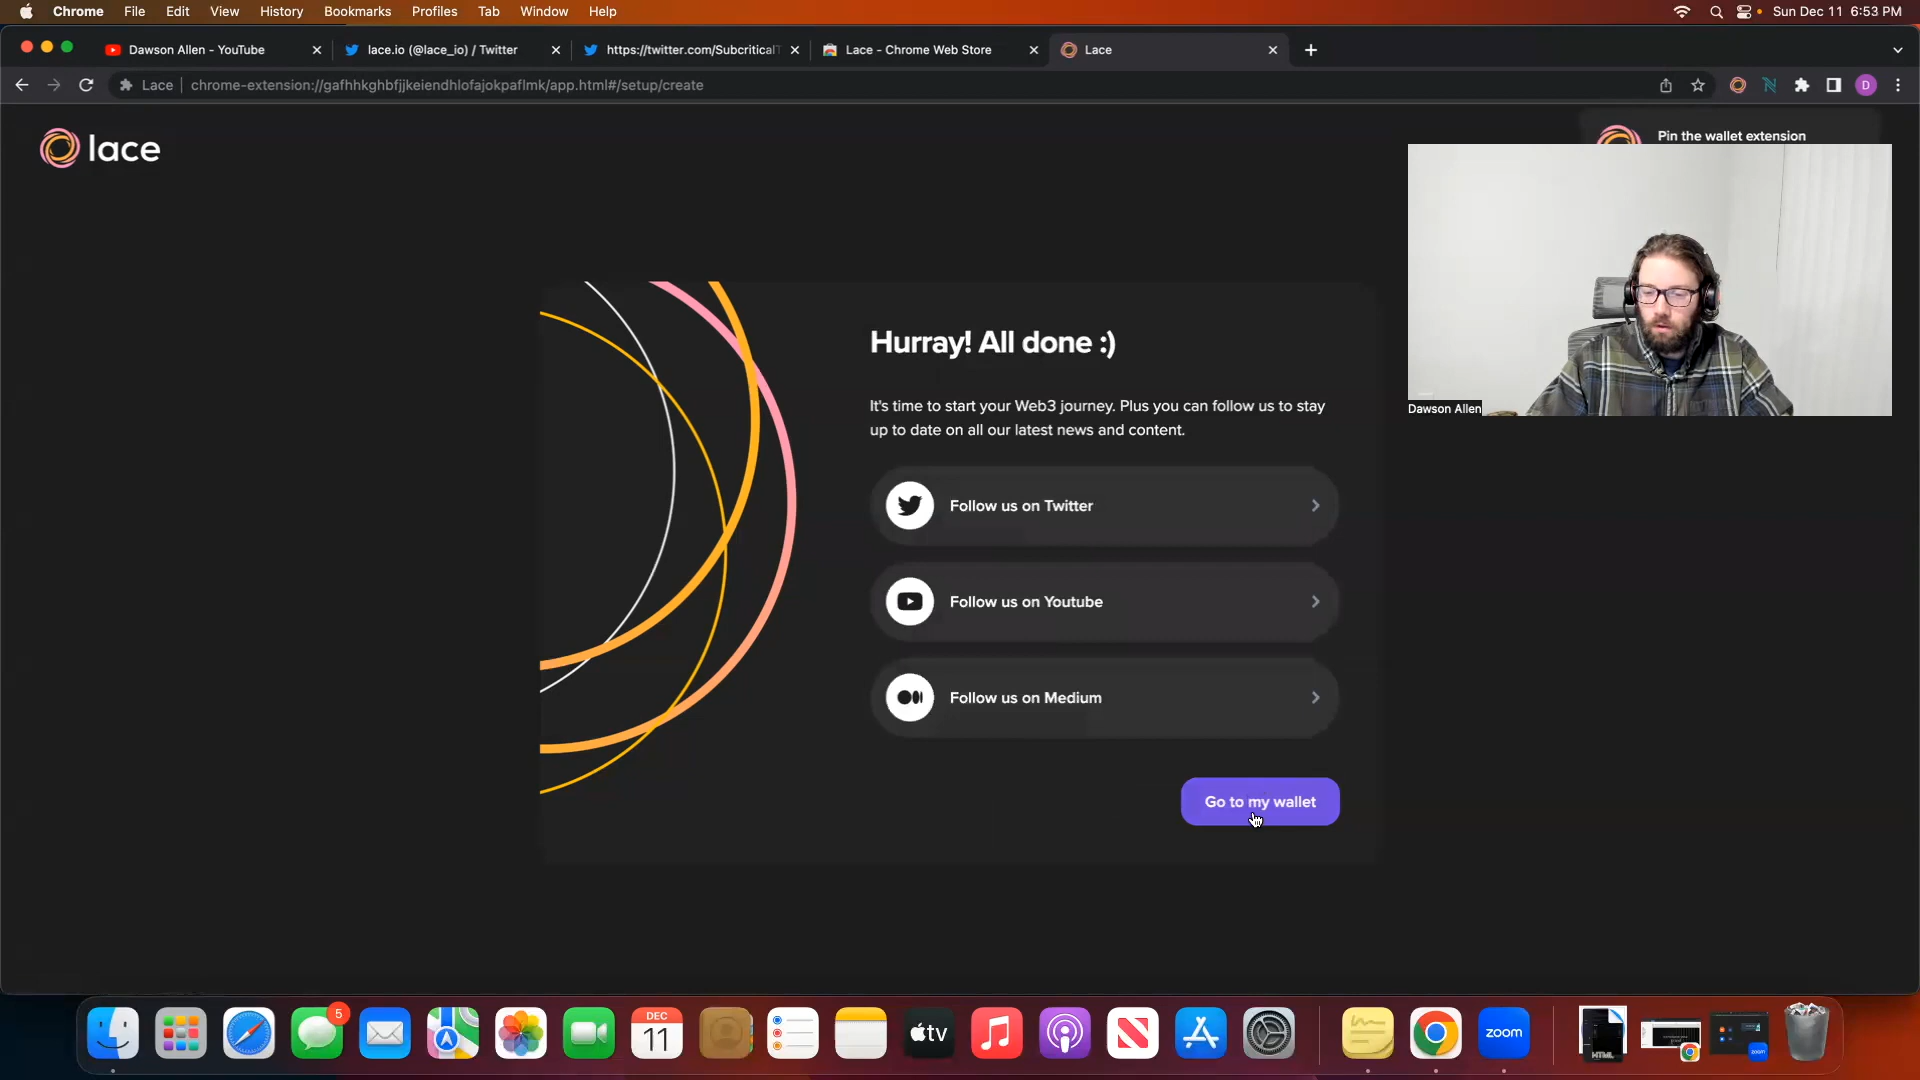 Chrome File Edit View History Bookmarks Profiles Tab Window Help Sun Dec 11 6:53 PM
Dawson Allen - YouTube lace.io (@lace_io) / Twitter https://twitter.com/SubcriticalT Lace - Chrome Web Store Lace
Lace chrome-extension://gafhhkghbfjjkeiendhlofajokpaflmk/app.html#/setup/create D
lace
Pin the wallet extension
Dawson Allen
Hurray! All done :)
It's time to start your Web3 journey. Plus you can follow us to stay
up to date on all our latest news and content.
Follow us on Twitter
Follow us on Youtube
Follow us on Medium
Go to my wallet
5
DEC
11
tv
zoom
HTML
zoom